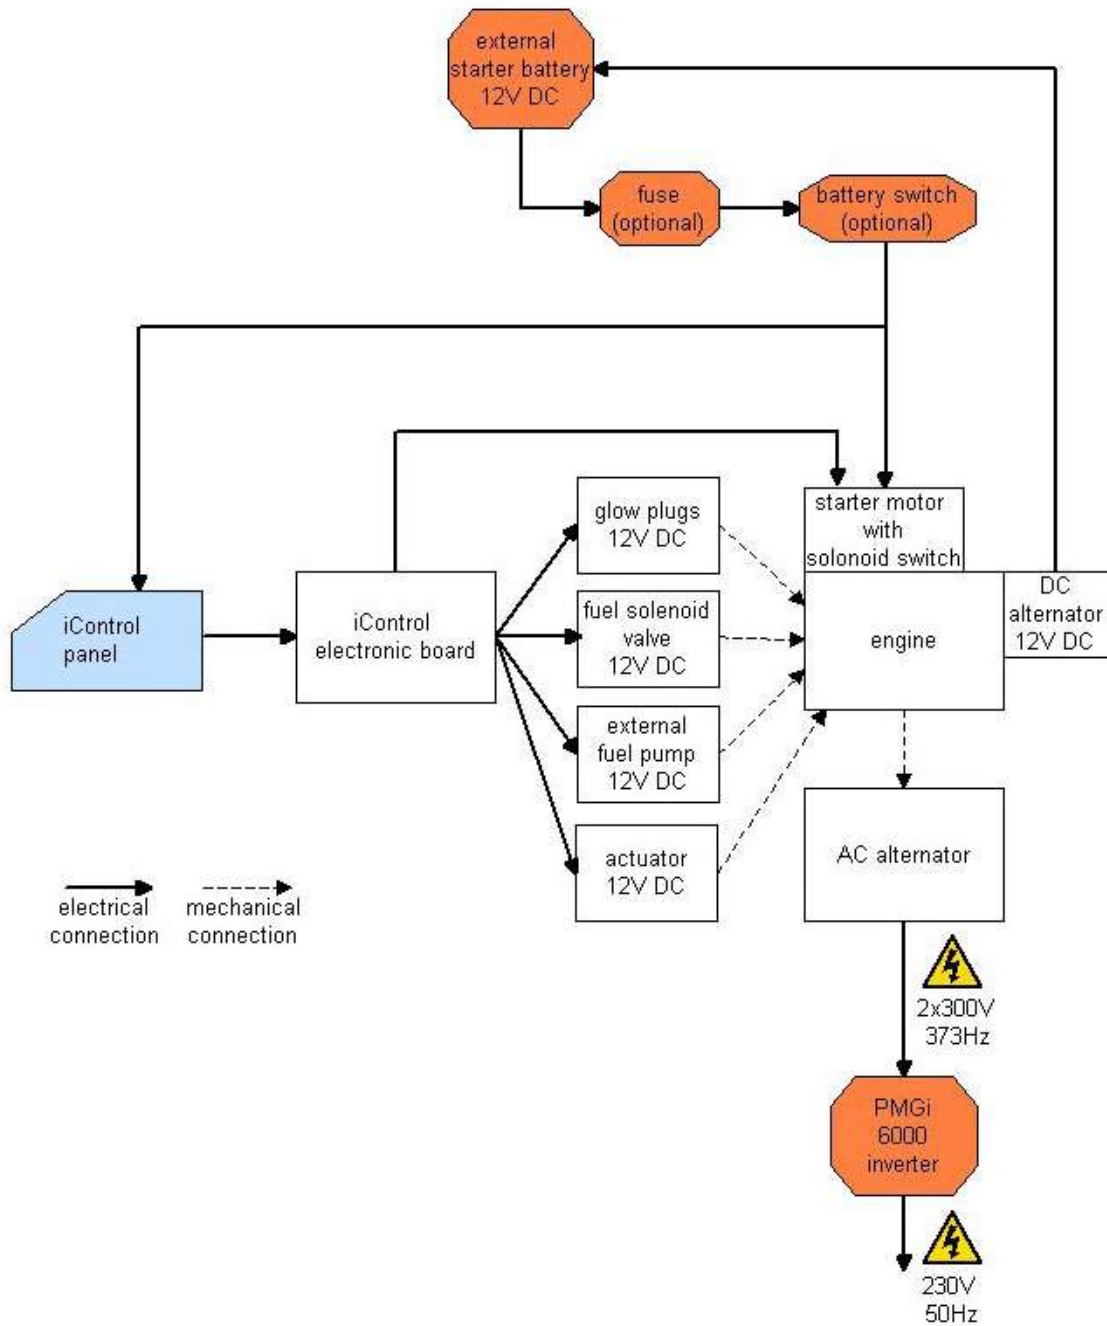 external
starter battery
12V DC
fuse
(optional)
battery switch
(optional)
starter motor
with
solonoid switch
glow plugs
12V DC
DC
alternator
12V DC
iControl
panel
iControl
electronic board
fuel solenoid
valve
12V DC
engine
external
fuel pump
12V DC
actuator
12V DC
AC alternator
electrical
connection
mechanical
connection
2x300V
373Hz
PMGi
6000
inverter
230V
50Hz